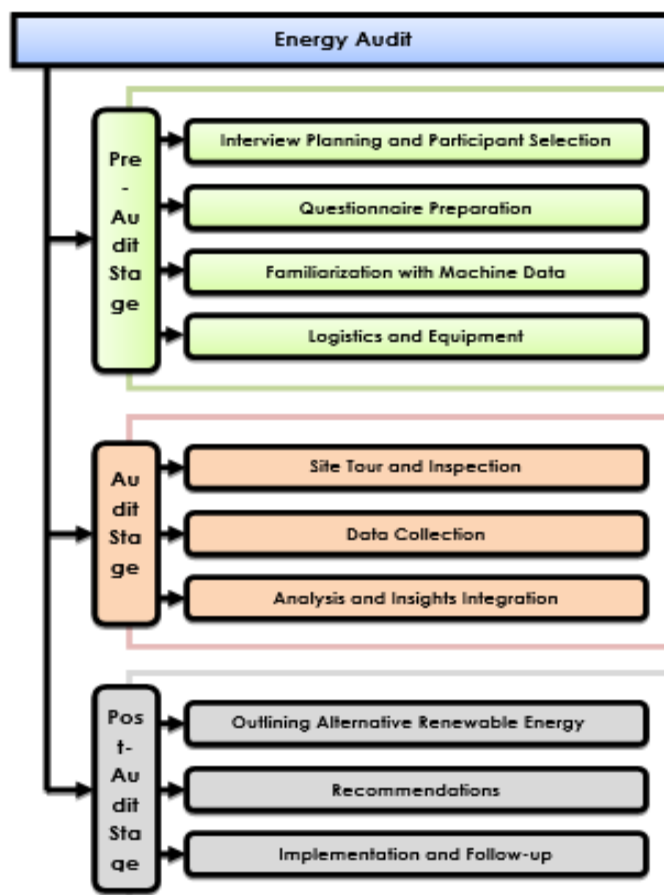 Energy Audit
Pre
-
Au
dit
Sta
ge
Interview Planning and Participant Selection
Questionnaire Preparation
Familiarization with Machine Data
Logistics and Equipment
Au
dit
Sta
ge
Site Tour and Inspection
Data Collection
Analysis and Insights Integration
Pos
t-
Au
dit
Sta
ge
Outlining Alternative Renewable Energy
Recommendations
Implementation and Follow-up